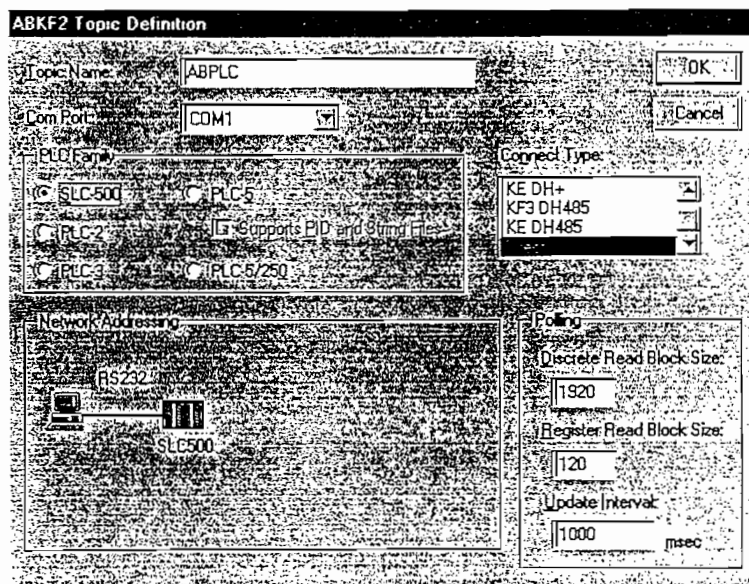 ABKF2 Topic Definition
Topic Name:
ABPLC
OK
Com Port:
COM1
Cancel
PLC Family
SLC-500
PLC-5
Supports PID and String Files
PLC-2
PLC-3
PLC-5/250
Connect Type:
KE DH+
KF3 DH485
KE DH485
Network Addressing
RS232
SLC500
Polling
Discrete Read Block Size:
1920
Register Read Block Size:
120
Update Interval:
1000 msec